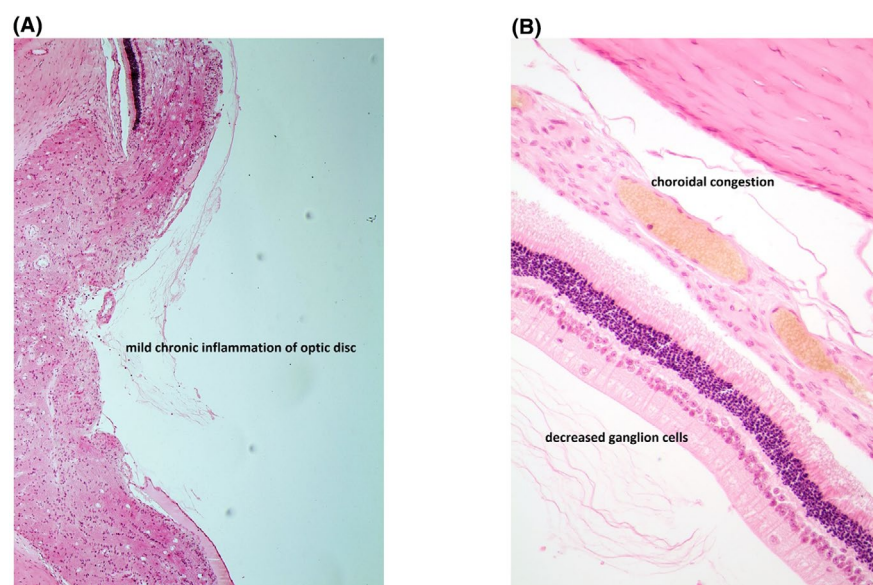 (A)
mild chronic inflammation of optic disc
(B)
choroidal congestion
decreased ganglion cells